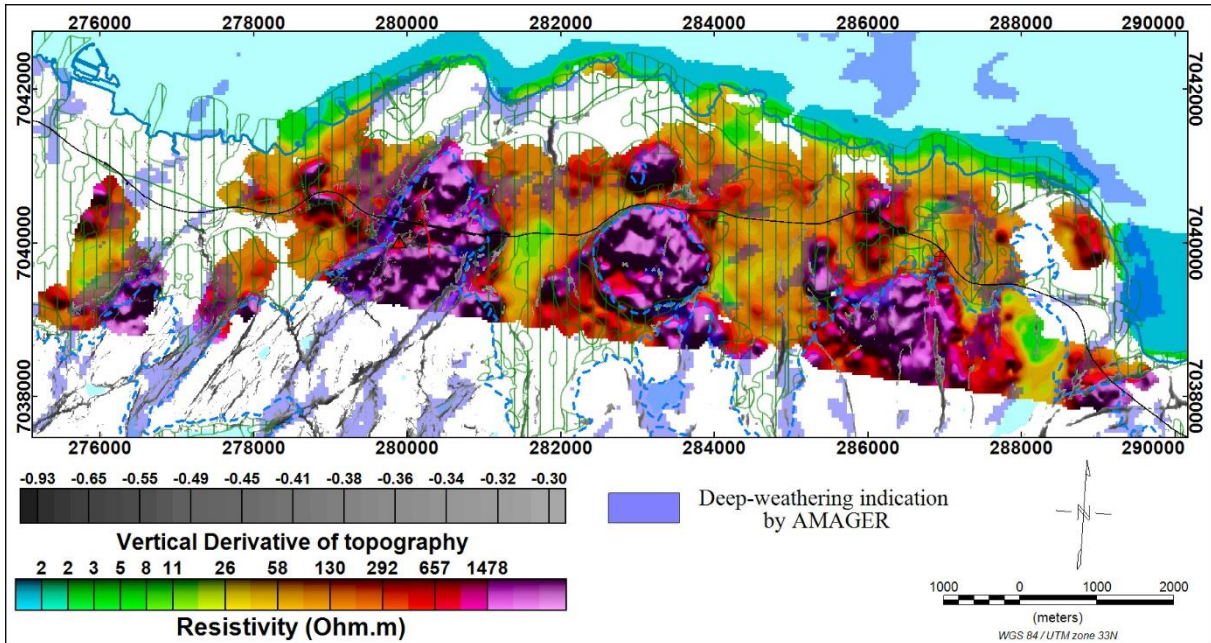 276000 278000 280000 282000 284000 286000 288000 290000
7042000 7042000
7040000 7040000
7038000 7038000
276000 278000 280000 282000 284000 286000 288000 290000
-0.93 -0.65 -0.55 -0.49 -0.45 -0.41 -0.38 -0.36 -0.34 -0.32 -0.30
Vertical Derivative of topography
2 2 3 5 8 11 26 58 130 292 657 1478
Resistivity (Ohm.m)
Deep-weathering indication
by AMAGER
N
1000 0 1000 2000
(meters)
WGS 84 / UTM zone 33N